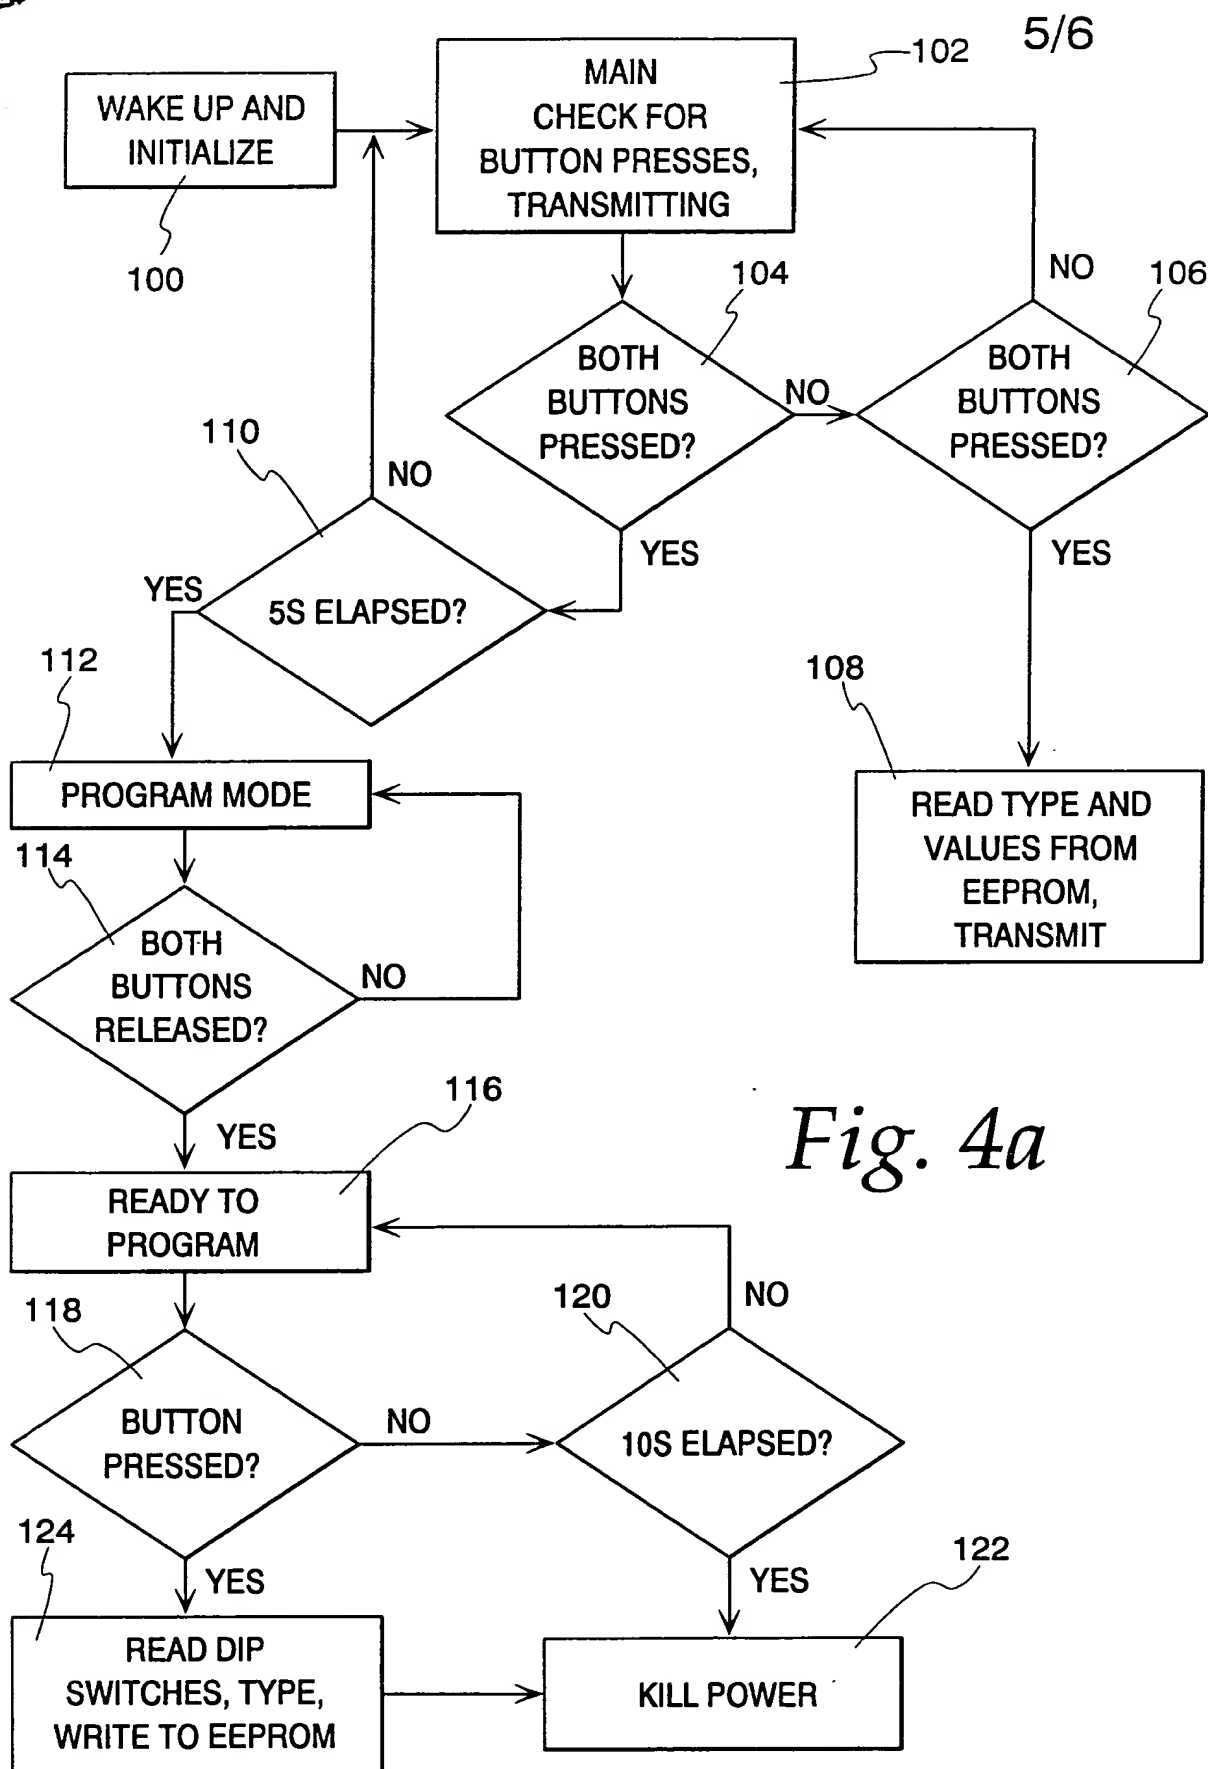 5/6
WAKE UP AND
INITIALIZE
100
MAIN
CHECK FOR
BUTTON PRESSES,
TRANSMITTING
102
104
BOTH
BUTTONS
PRESSED?
NO
YES
106
BOTH
BUTTONS
PRESSED?
NO
YES
108
READ TYPE AND
VALUES FROM
EEPROM,
TRANSMIT
110
5S ELAPSED?
NO
YES
112
PROGRAM MODE
114
BOTH
BUTTONS
RELEASED?
NO
YES
116
READY TO
PROGRAM
118
BUTTON
PRESSED?
NO
YES
120
10S ELAPSED?
NO
YES
122
KILL POWER
124
READ DIP
SWITCHES, TYPE,
WRITE TO EEPROM
Fig. 4a